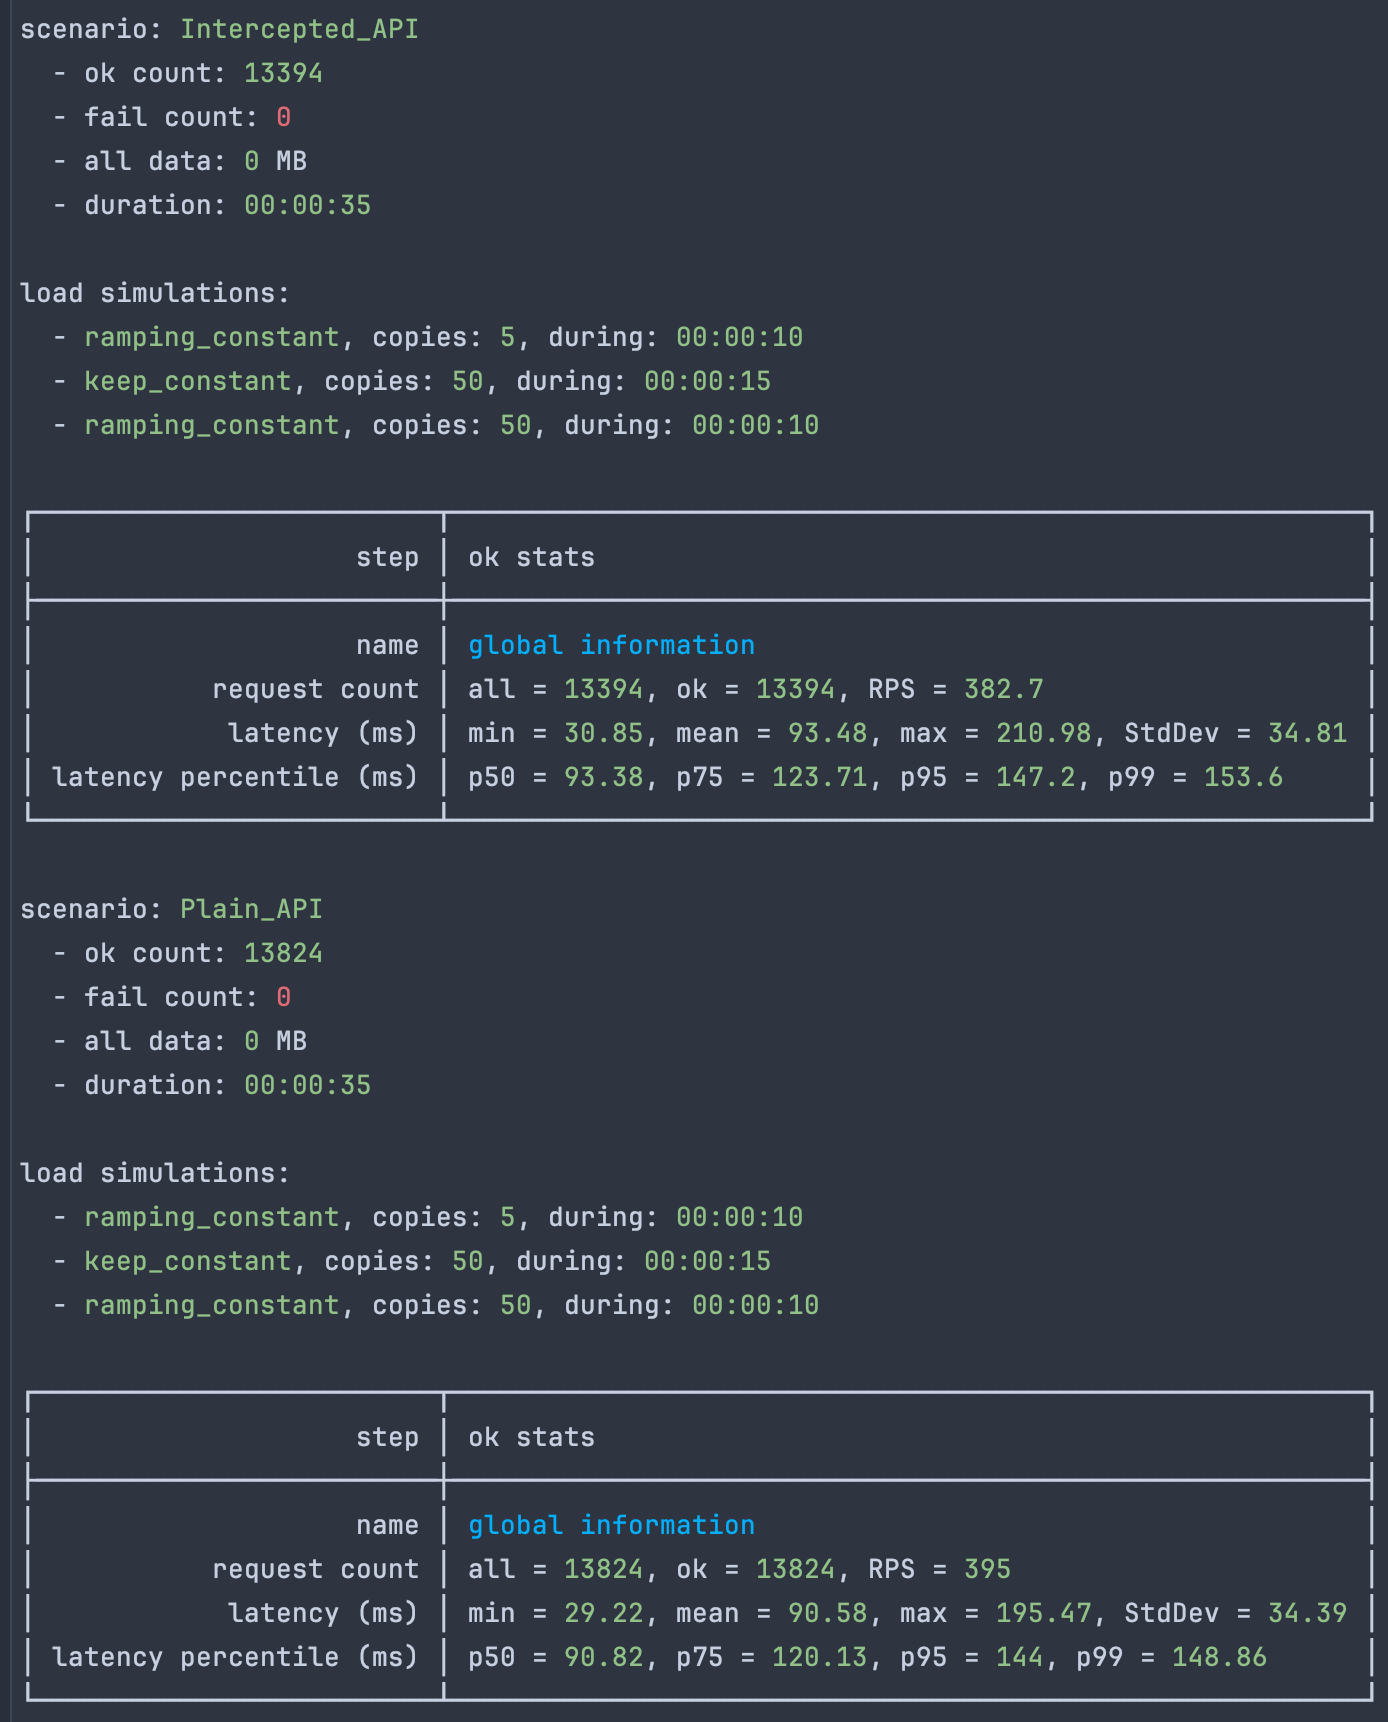 scenario: Intercepted_API
- ok count: 13394
- fail count: 0
- all data: 0 MB
- duration: 00:00:35
load simulations:
- ramping_constant, copies: 5, during: 00:00:10
- keep_constant, copies: 50, during: 00:00:15
- ramping_constant, copies: 50, during: 00:00:10
step ok stats
name global information
request count all = 13394, ok = 13394, RPS = 382.7
latency (ms) min = 30.85, mean = 93.48, max = 210.98, StdDev = 34.81
latency percentile (ms) p50 = 93.38, p75 = 123.71, p95 = 147.2, p99 = 153.6
scenario: Plain_API
- ok count: 13824
- fail count: 0
- all data: 0 MB
- duration: 00:00:35
load simulations:
- ramping_constant, copies: 5, during: 00:00:10
- keep_constant, copies: 50, during: 00:00:15
- ramping_constant, copies: 50, during: 00:00:10
step ok stats
name global information
request count all = 13824, ok = 13824, RPS = 395
latency (ms) min = 29.22, mean = 90.58, max = 195.47, StdDev = 34.39
latency percentile (ms) p50 = 90.82, p75 = 120.13, p95 = 144, p99 = 148.86